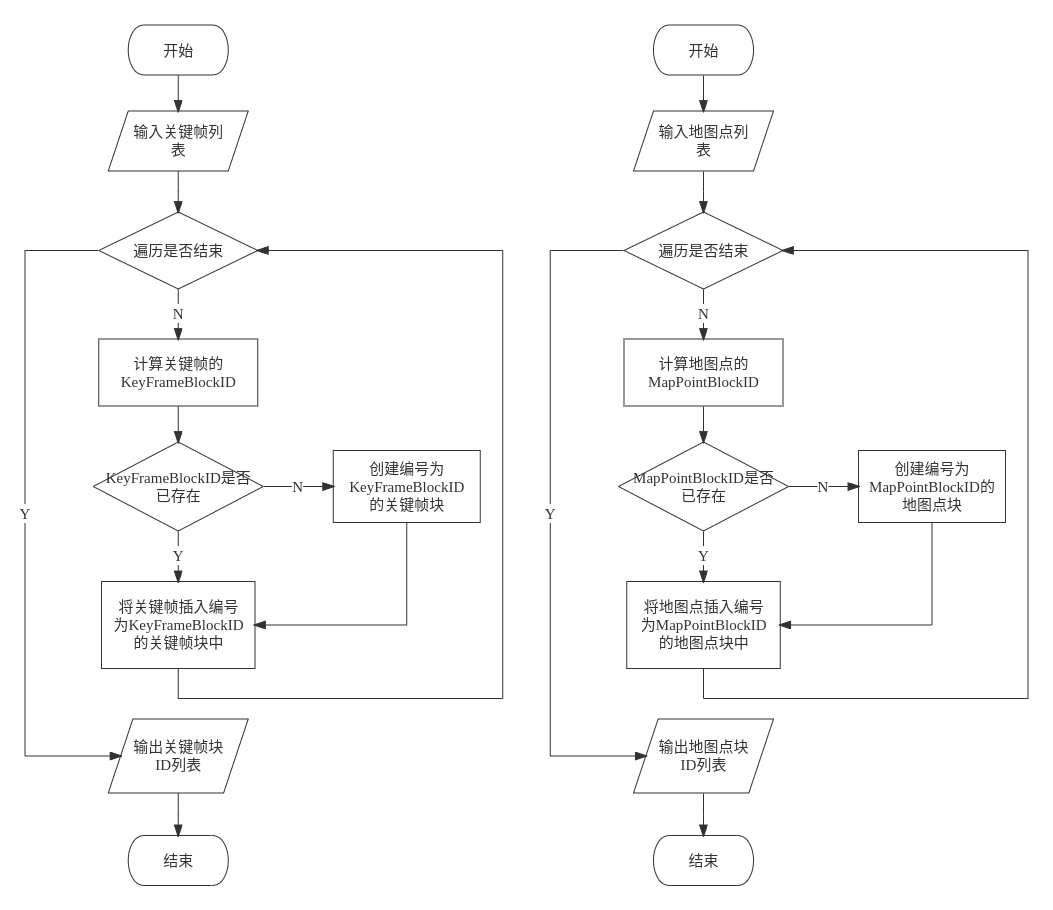 开始
输入关键帧列
表
遍历是否结束
N
计算关键帧的
KeyFrameBlockID
KeyFrameBlockID是否
已存在
N
创建编号为
KeyFrameBlockID
的关键帧块
Y
Y
将关键帧插入编号
为KeyFrameBlockID
的关键帧块中
输出关键帧块
ID列表
结束
开始
输入地图点列
表
遍历是否结束
N
计算地图点的
MapPointBlockID
MapPointBlockID是否
已存在
N
创建编号为
MapPointBlockID的
地图点块
Y
Y
将地图点插入编号
为MapPointBlockID
的地图点块中
输出地图点块
ID列表
结束